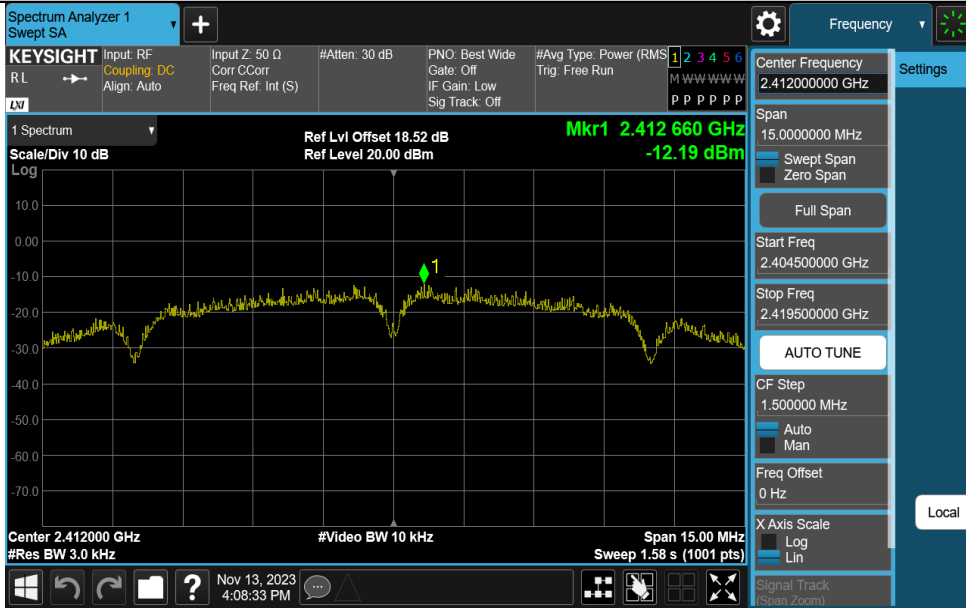 Spectrum Analyzer 1
Swept SA
+
Frequency
KEYSIGHT
RL
LXI
Input: RF
Coupling: DC
Align: Auto
Input Z: 50 Ω
Corr CCorr
Freq Ref: Int (S)
#Atten: 30 dB
PNO: Best Wide
Gate: Off
IF Gain: Low
Sig Track: Off
#Avg Type: Power (RMS
Trig: Free Run
1 2 3 4 5 6
M W W W W W
P P P P P P
1 Spectrum
Scale/Div 10 dB
Log
Ref Lvl Offset 18.52 dB
Ref Level 20.00 dBm
Mkr1 2.412 660 GHz
-12.19 dBm
10.0
0.00
-10.0
-20.0
-30.0
-40.0
-50.0
-60.0
-70.0
1
Center 2.412000 GHz
#Res BW 3.0 kHz
#Video BW 10 kHz
Span 15.00 MHz
Sweep 1.58 s (1001 pts)
Center Frequency
2.412000000 GHz
Span
15.0000000 MHz
Swept Span
Zero Span
Full Span
Start Freq
2.404500000 GHz
Stop Freq
2.419500000 GHz
AUTO TUNE
CF Step
1.500000 MHz
Auto
Man
Freq Offset
0 Hz
X Axis Scale
Log
Lin
Signal Track
(Span Zoom)
Settings
Local
?
Nov 13, 2023
4:08:33 PM